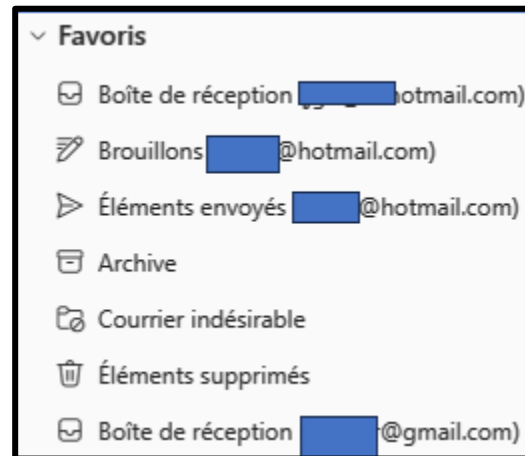 Favoris
Boîte de réception hotmail.com)
Brouillons @hotmail.com)
Éléments envoyés @hotmail.com)
Archive
Courrier indésirable
Éléments supprimés
Boîte de réception @gmail.com)